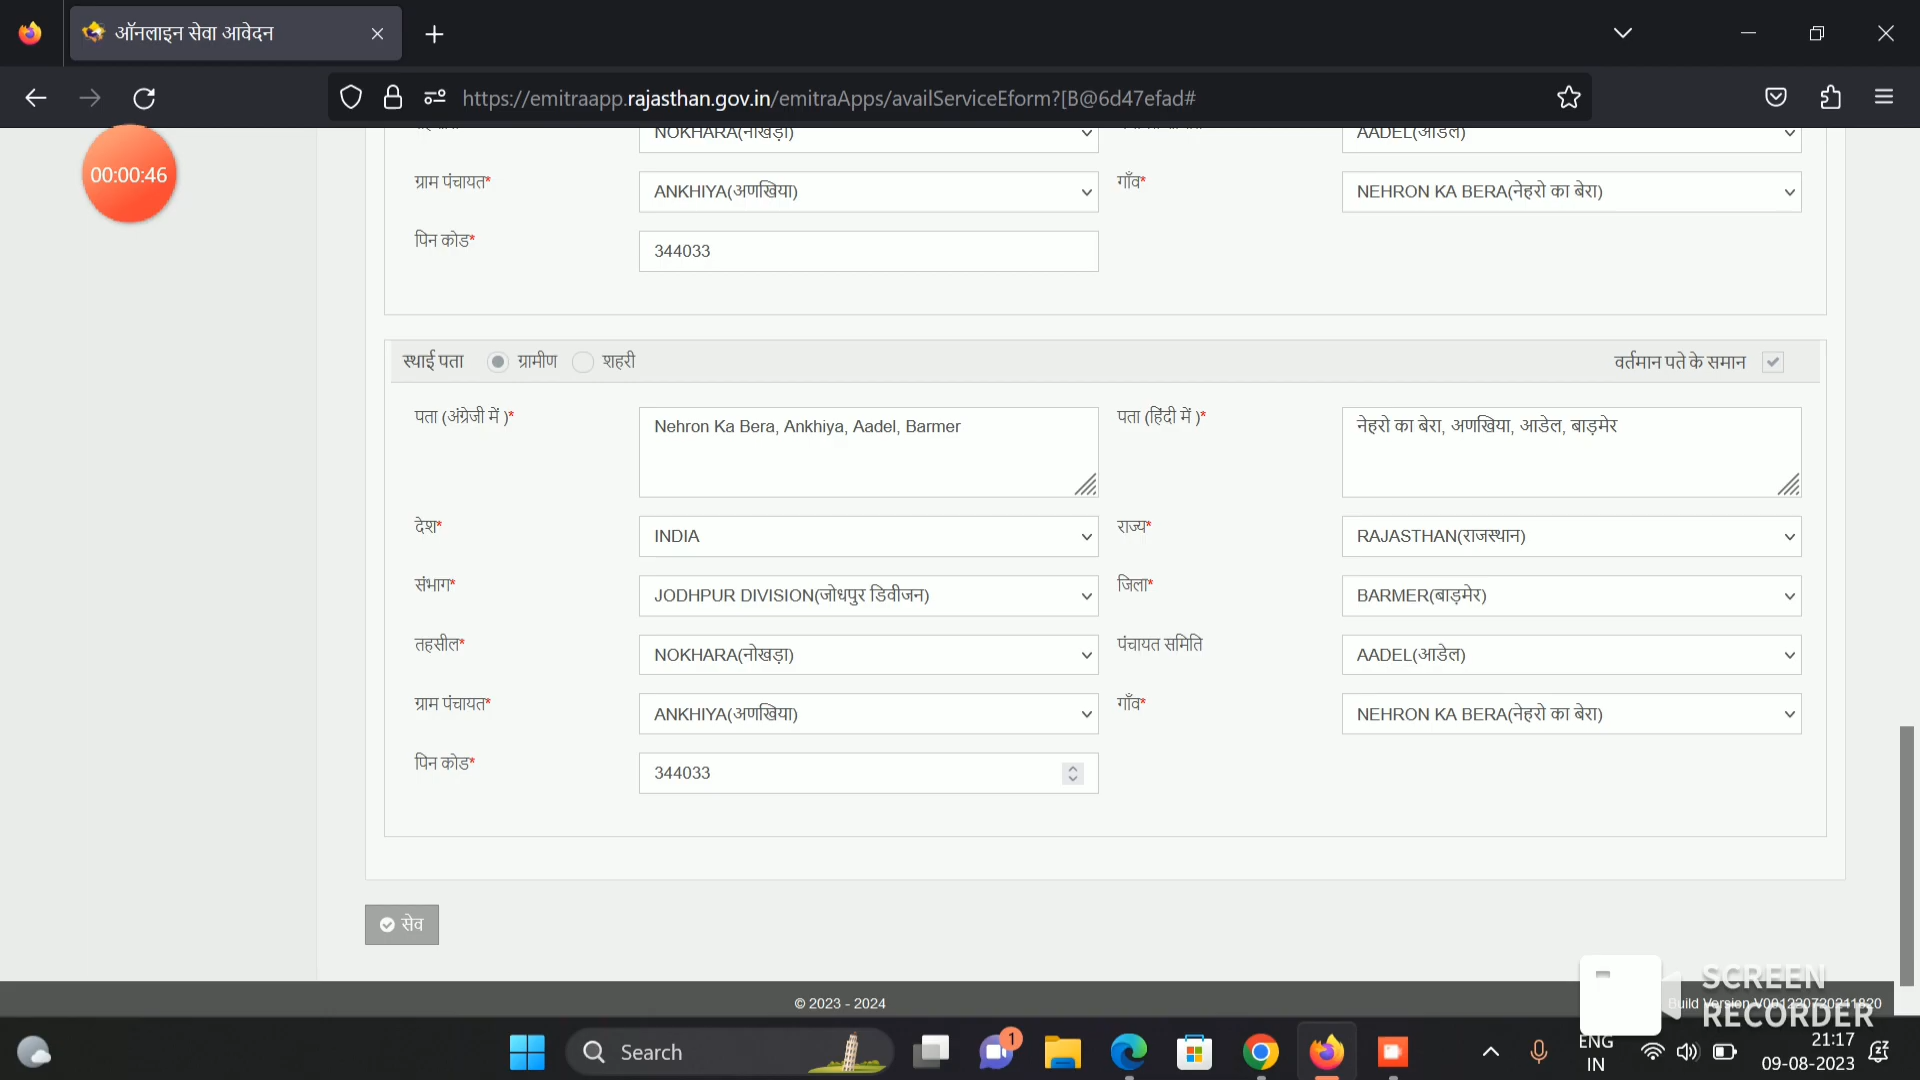 ऑनलाइन सेवा आवेदन
https://emitraapp.rajasthan.gov.in/emitraApps/availServiceEform?[B@6d47efad#
00:00:46
NOKHARA(नोखड़ा)
AADEL(आडेल)
ग्राम पंचायत*
ANKHIYA(अणखिया)
गाँव*
NEHRON KA BERA(नेहरो का बेरा)
पिन कोड*
344033
स्थाई पता ग्रामीण शहरी
वर्तमान पते के समान
पता (अंग्रेजी में )*
Nehron Ka Bera, Ankhiya, Aadel, Barmer
पता (हिंदी में )*
नेहरो का बेरा, अणखिया, आडेल, बाड़मेर
देश*
INDIA
राज्य*
RAJASTHAN(राजस्थान)
संभाग*
JODHPUR DIVISION(जोधपुर डिवीजन)
जिला*
BARMER(बाड़मेर)
तहसील*
NOKHARA(नोखड़ा)
पंचायत समिति
AADEL(आडेल)
ग्राम पंचायत*
ANKHIYA(अणखिया)
गाँव*
NEHRON KA BERA(नेहरो का बेरा)
पिन कोड*
344033
सेव
© 2023 - 2024
Build Version V001220720211820
SCREEN
RECORDER
Search
1
ENG
IN
21:17
09-08-2023